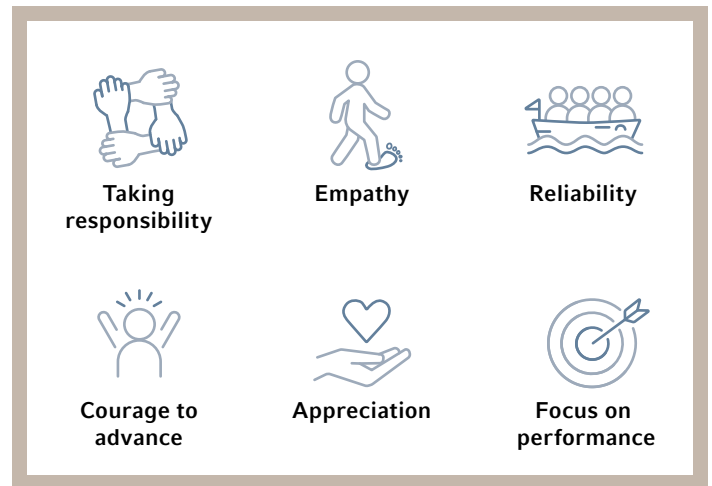 Taking
responsibility
Empathy
Reliability
Courage to
advance
Appreciation
Focus on
performance